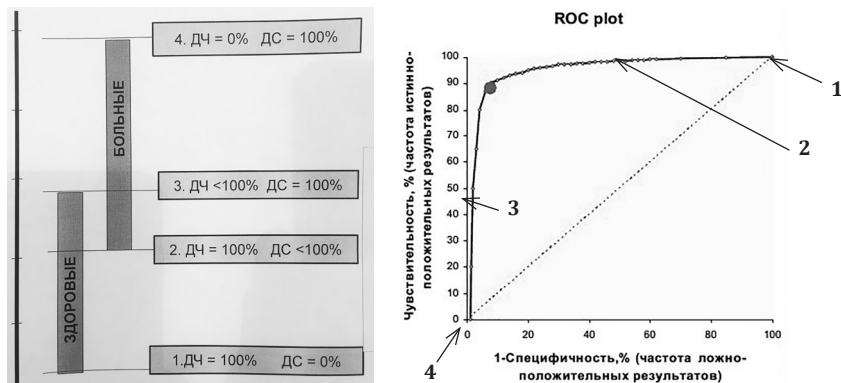 4. ДЧ = 0% ДС = 100%
БОЛЬНЫЕ
3. ДЧ <100% ДС = 100%
2. ДЧ = 100% ДС <100%
ЗДОРОВЫЕ
1.ДЧ = 100% ДС = 0%
ROC plot
Чувствительность, % (частота истинно-
положительных результатов)
100
90
80
70
60
50
40
30
20
10
0
0
20
40
60
80
100
1
2
3
4
1-Специфичность,% (частота ложно-
положительных результатов)